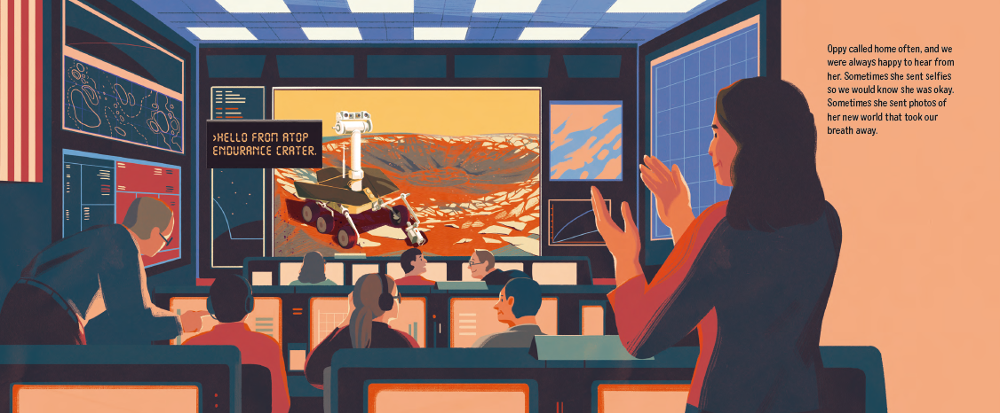 >HELLO FROM ATOP
ENDURANCE CRATER.
Oppy called home often, and we
were always happy to hear from
her. Sometimes she sent selfies
so we would know she was okay.
Sometimes she sent photos of
her new world that took our
breath away.